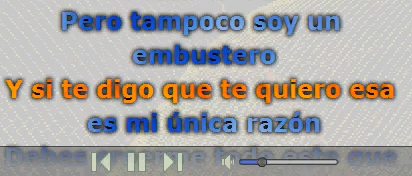 Pero tampoco soy un
embustero
Y si te digo que te quiero esa
es mi única razón